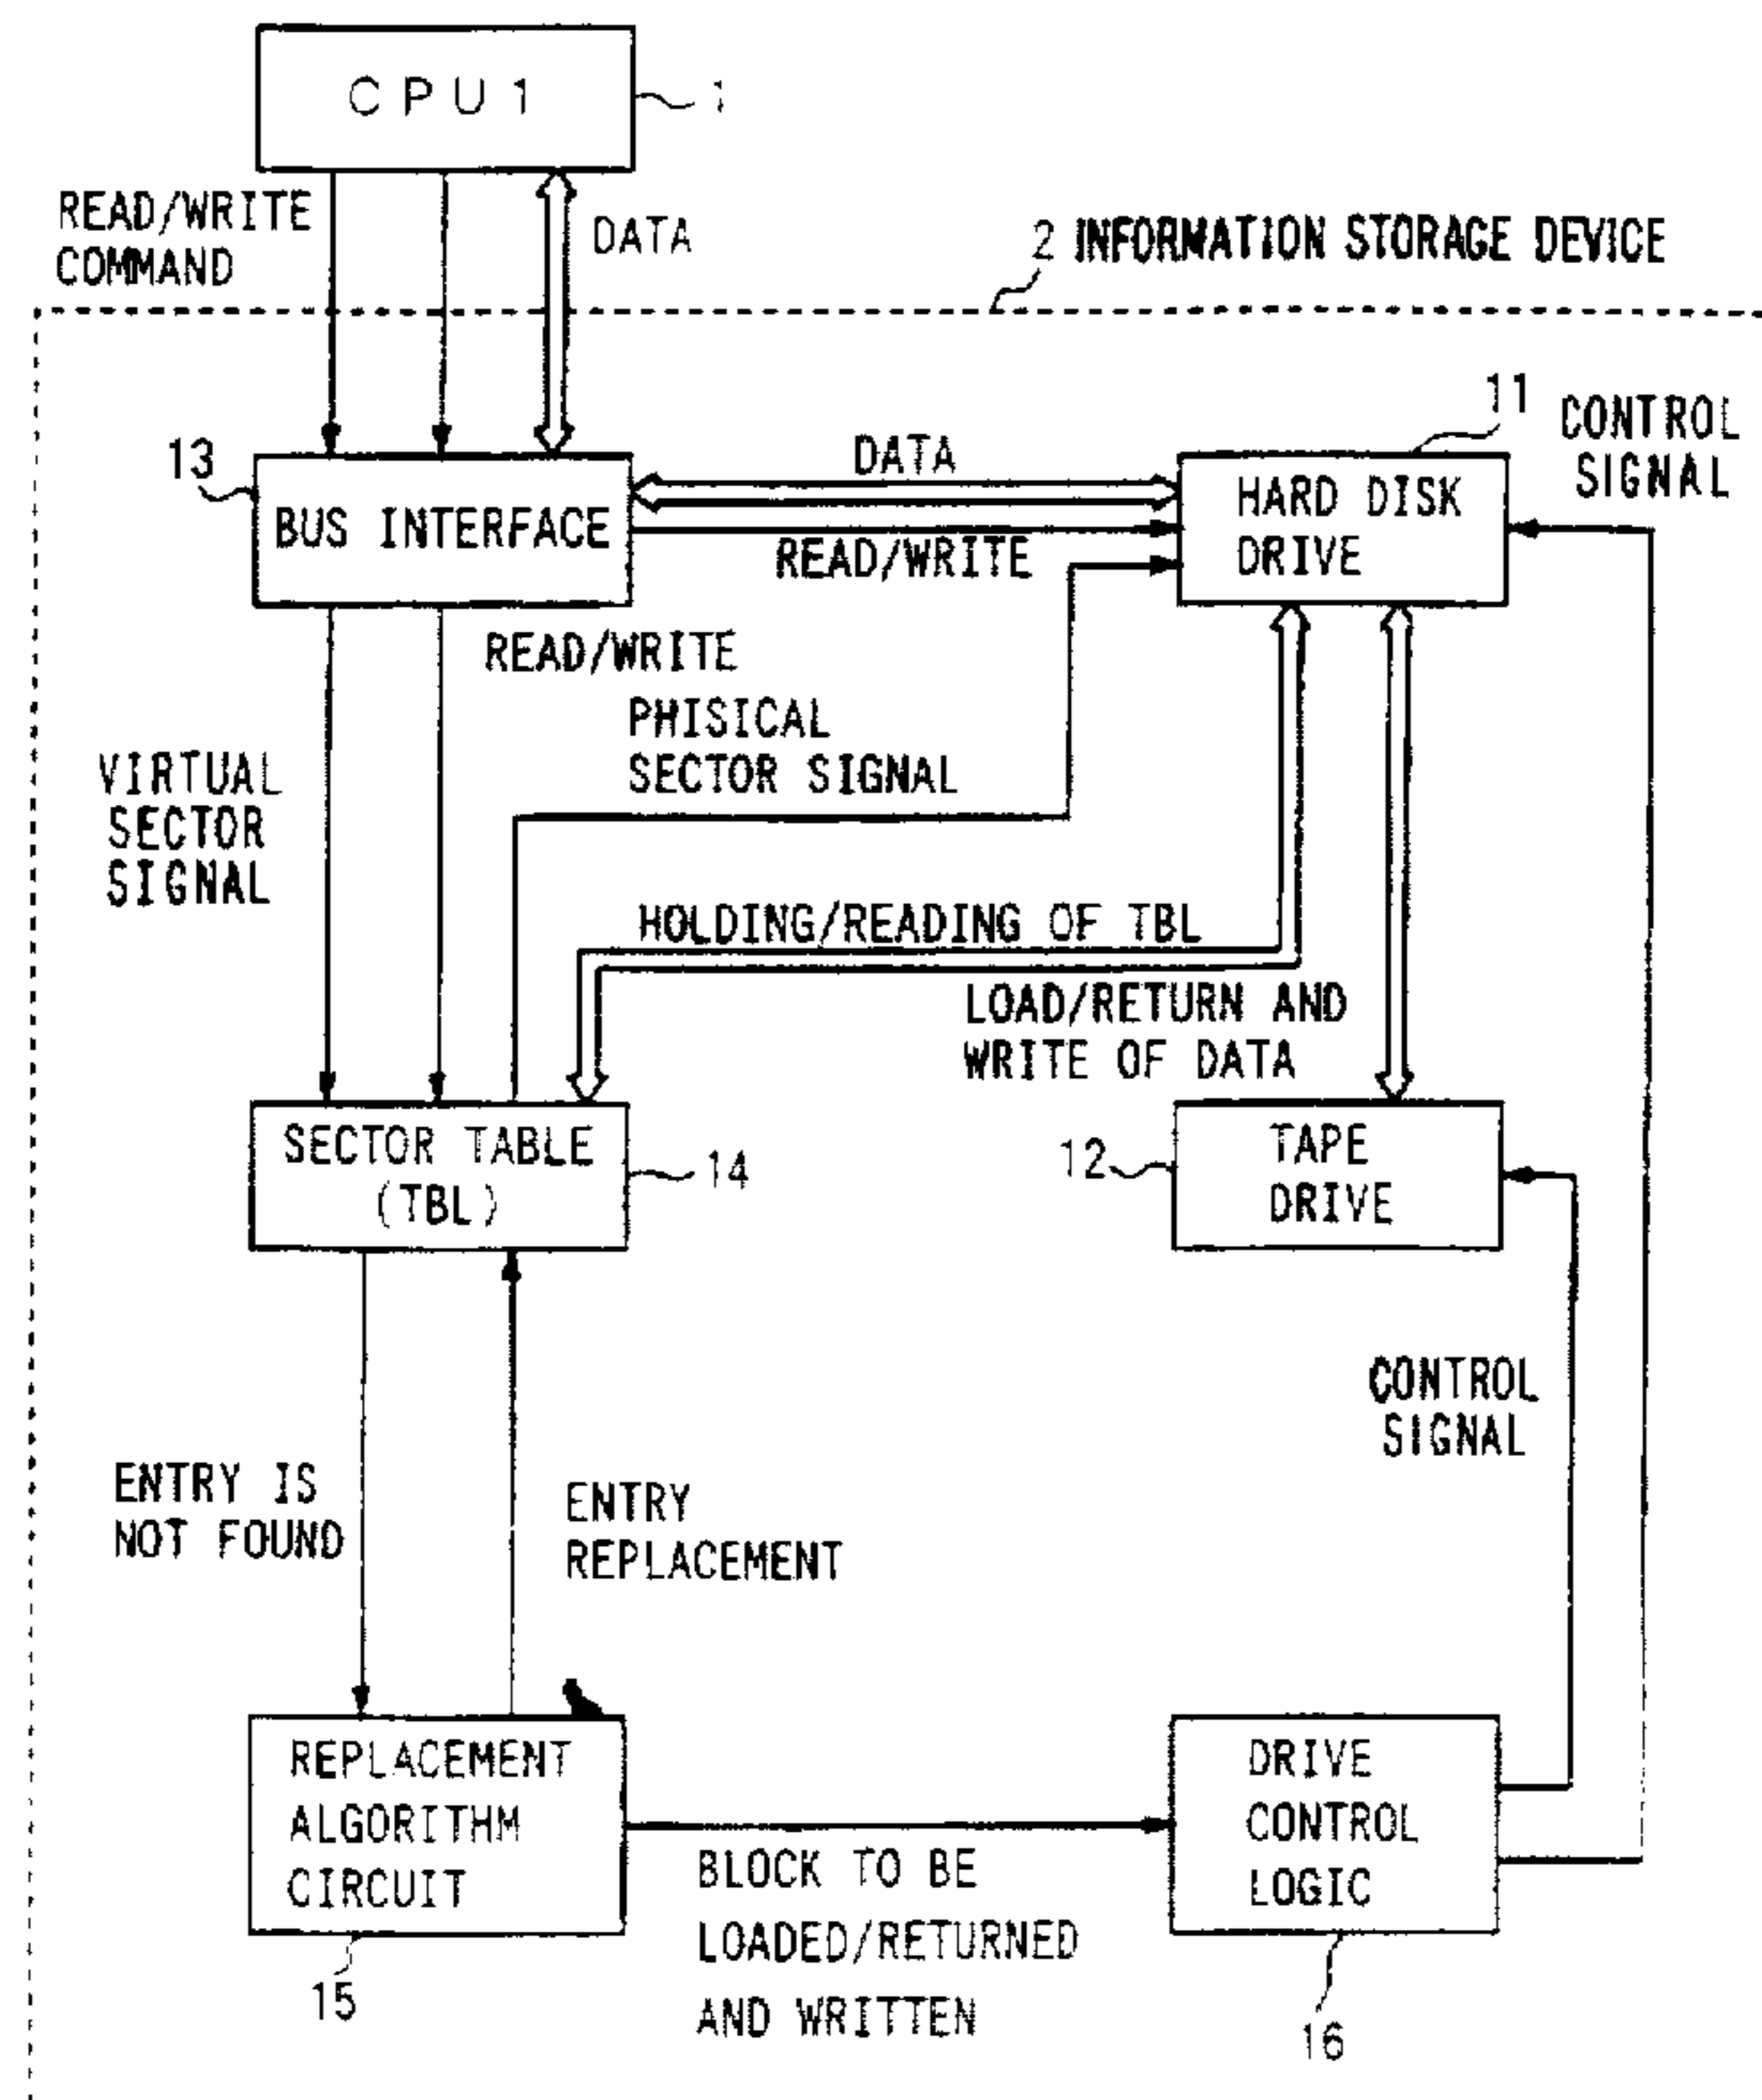 CPU1
1
READ/WRITE
COMMAND
DATA
2 INFORMATION STORAGE DEVICE
11
CONTROL
SIGNAL
13
BUS INTERFACE
DATA
READ/WRITE
HARD DISK
DRIVE
READ/WRITE
PHISICAL
SECTOR SIGNAL
VIRTUAL
SECTOR
SIGNAL
HOLDING/READING OF TBL
LOAD/RETURN AND
WRITE OF DATA
SECTOR TABLE
(TBL)
14
12
TAPE
DRIVE
CONTROL
SIGNAL
ENTRY IS
NOT FOUND
ENTRY
REPLACEMENT
REPLACEMENT
ALGORITHM
CIRCUIT
15
BLOCK TO BE
LOADED/RETURNED
AND WRITTEN
DRIVE
CONTROL
LOGIC
16